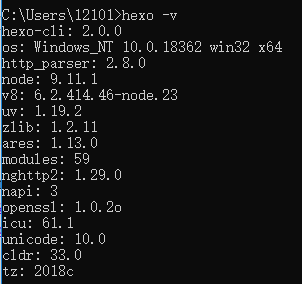 C:\Users\12101>hexo -v
hexo-cli: 2.0.0
os: Windows_NT 10.0.18362 win32 x64
http_parser: 2.8.0
node: 9.11.1
v8: 6.2.414.46-node.23
uv: 1.19.2
zlib: 1.2.11
ares: 1.13.0
modules: 59
nghttp2: 1.29.0
napi: 3
openssl: 1.0.2o
icu: 61.1
unicode: 10.0
cldr: 33.0
tz: 2018c